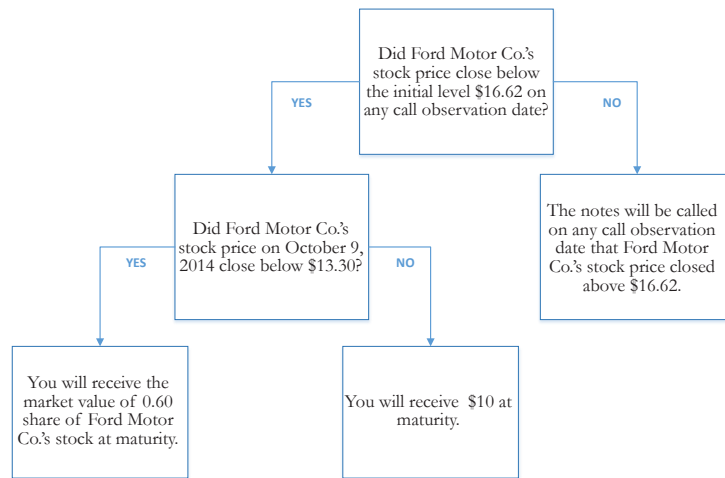 Did Ford Motor Co.'s
stock price close below
the initial level $16.62 on
any call observation date?
YES
NO
Did Ford Motor Co.'s
stock price on October 9,
2014 close below $13.30?
The notes will be called
on any call observation
date that Ford Motor
Co.'s stock price closed
above $16.62.
YES
NO
You will receive the
market value of 0.60
share of Ford Motor
Co.'s stock at maturity.
You will receive $10 at
maturity.